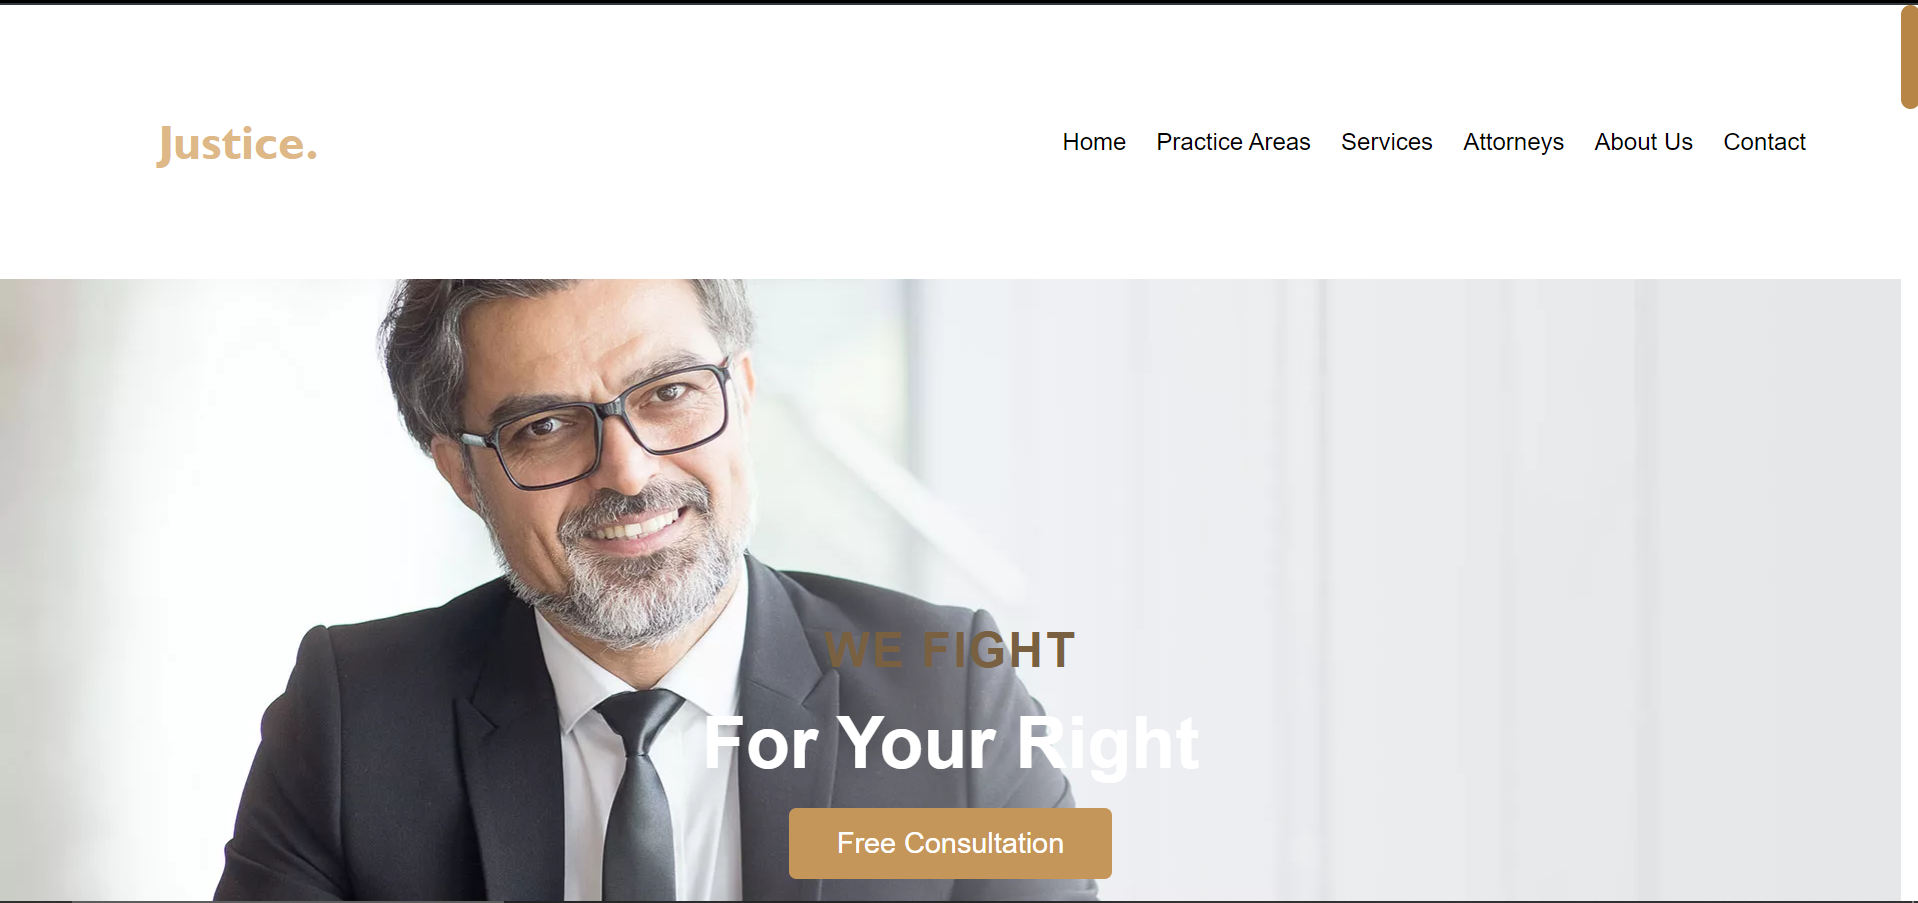 Justice.
Home Practice Areas Services Attorneys About Us Contact
WE FIGHT
For Your Right
Free Consultation